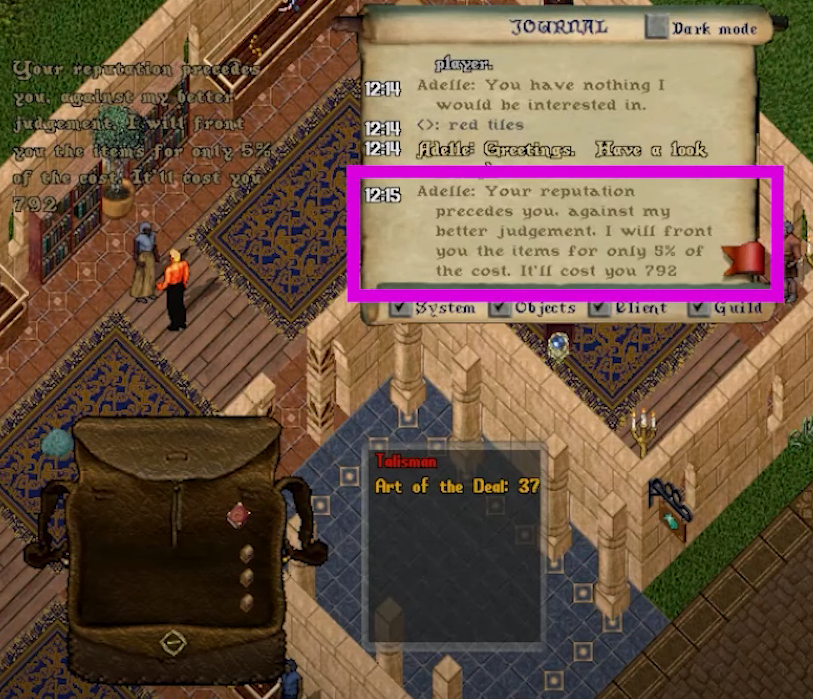 JOURNAL
Dark mode
player.
12:14 Adelle: You have nothing I
would be interested in.
12:14 <>: red tiles
12:14 Adelle: Greetings. Have a look
12:15 Adelle: Your reputation
precedes you, against my
better judgement, I will front
you the items for only 5% of
the cost. It'll cost you 792
System Objects Client Guild
Your reputation precedes
you, against my better
judgement, I will front
you the items for only 5%
of the cost. It'll cost you
792
Talisman
Art of the Deal: 37